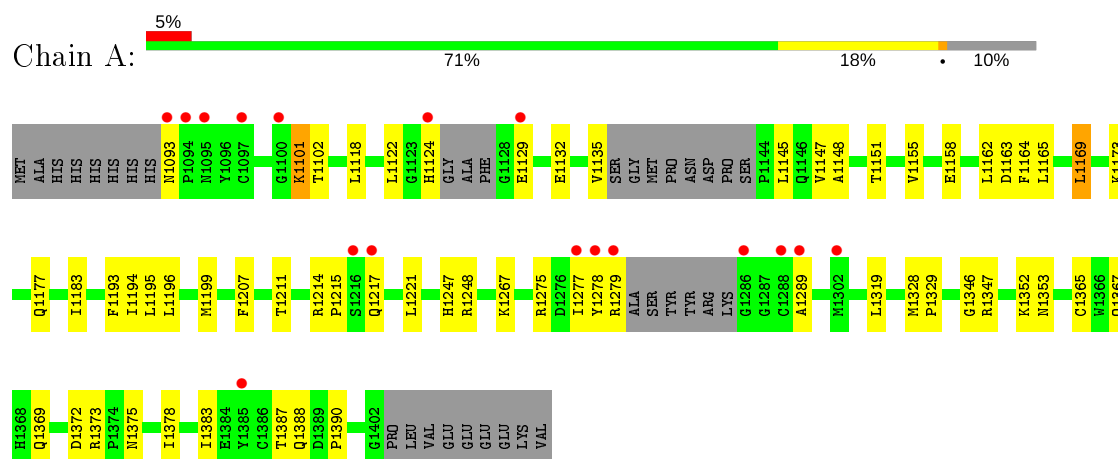 5%
Chain A:
71% 18% • 10%
MET ALA HIS HIS HIS HIS HIS HIS N1093 P1094 N1095 Y1096 C1097 G1100 K1101 T1102 L1118 L1122 G1123 H1124 GLY ALA PHE G1128 E1129 E1132 V1135 SER GLY MET PRO ASN ASP PRO SER P1144 L1145 Q1146 V1147 A1148 T1151 V1155 E1158 L1162 D1163 F1164 L1165 L1169 K1173
Q1177 I1183 F1193 I1194 L1195 L1196 M1199 F1207 T1211 R1214 P1215 S1216 Q1217 L1221 H1247 R1248 K1267 R1275 D1276 I1277 Y1278 R1279 ALA SER TYR TYR ARG LYS G1286 G1287 C1288 A1289 M1302 L1319 M1328 P1329 G1346 R1347 K1352 N1353 C1365 W1366 Q1367
H1368 Q1369 D1372 R1373 P1374 N1375 I1378 I1383 E1384 Y1385 C1386 T1387 Q1388 D1389 P1390 G1402 PRO LEU VAL GLU GLU GLU GLU LYS VAL